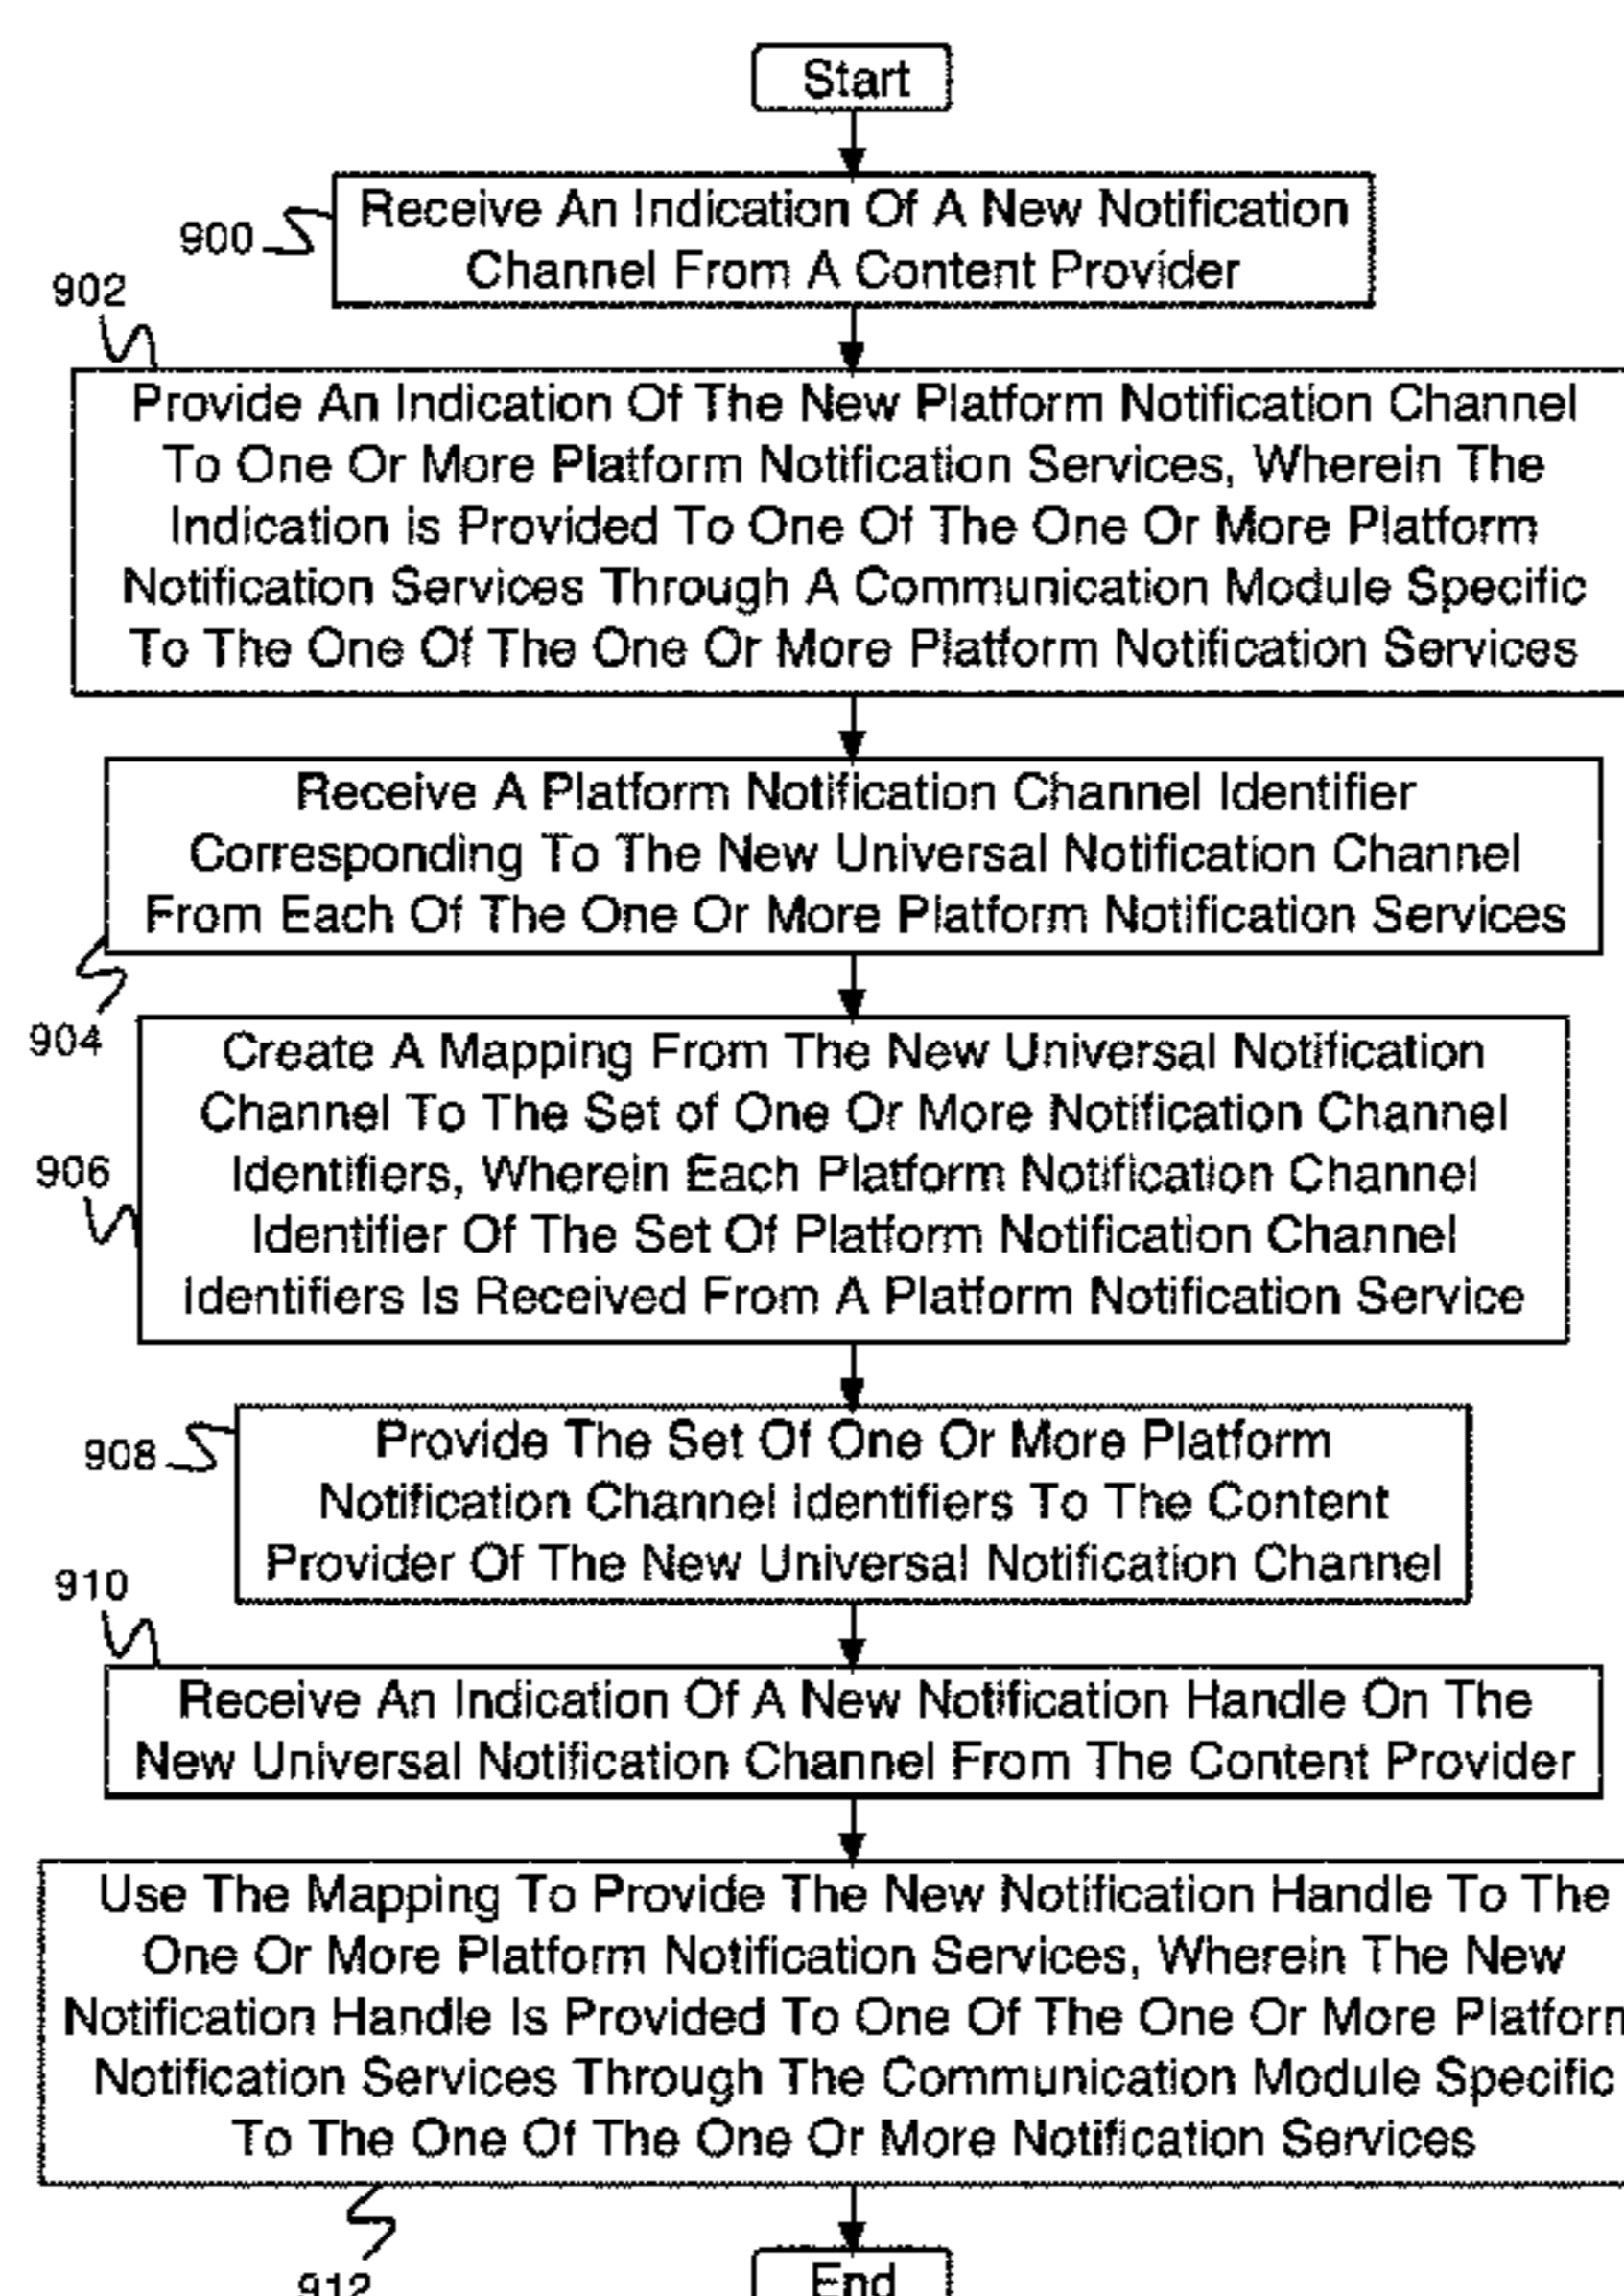 Start
900
Receive An Indication Of A New Notification
Channel From A Content Provider
902
Provide An Indication Of The New Platform Notification Channel
To One Or More Platform Notification Services, Wherein The
Indication is Provided To One Of The One Or More Platform
Notification Services Through A Communication Module Specific
To The One Of The One Or More Platform Notification Services
Receive A Platform Notification Channel Identifier
Corresponding To The New Universal Notification Channel
From Each Of The One Or More Platform Notification Services
904
Create A Mapping From The New Universal Notification
Channel To The Set of One Or More Notification Channel
Identifiers, Wherein Each Platform Notification Channel
906
Identifier Of The Set Of Platform Notification Channel
Identifiers Is Received From A Platform Notification Service
908
Provide The Set Of One Or More Platform
Notification Channel Identifiers To The Content
Provider Of The New Universal Notification Channel
910
Receive An Indication Of A New Notification Handle On The
New Universal Notification Channel From The Content Provider
Use The Mapping To Provide The New Notification Handle To The
One Or More Platform Notification Services, Wherein The New
Notification Handle Is Provided To One Of The One Or More Platform
Notification Services Through The Communication Module Specific
To The One Of The One Or More Notification Services
912
End